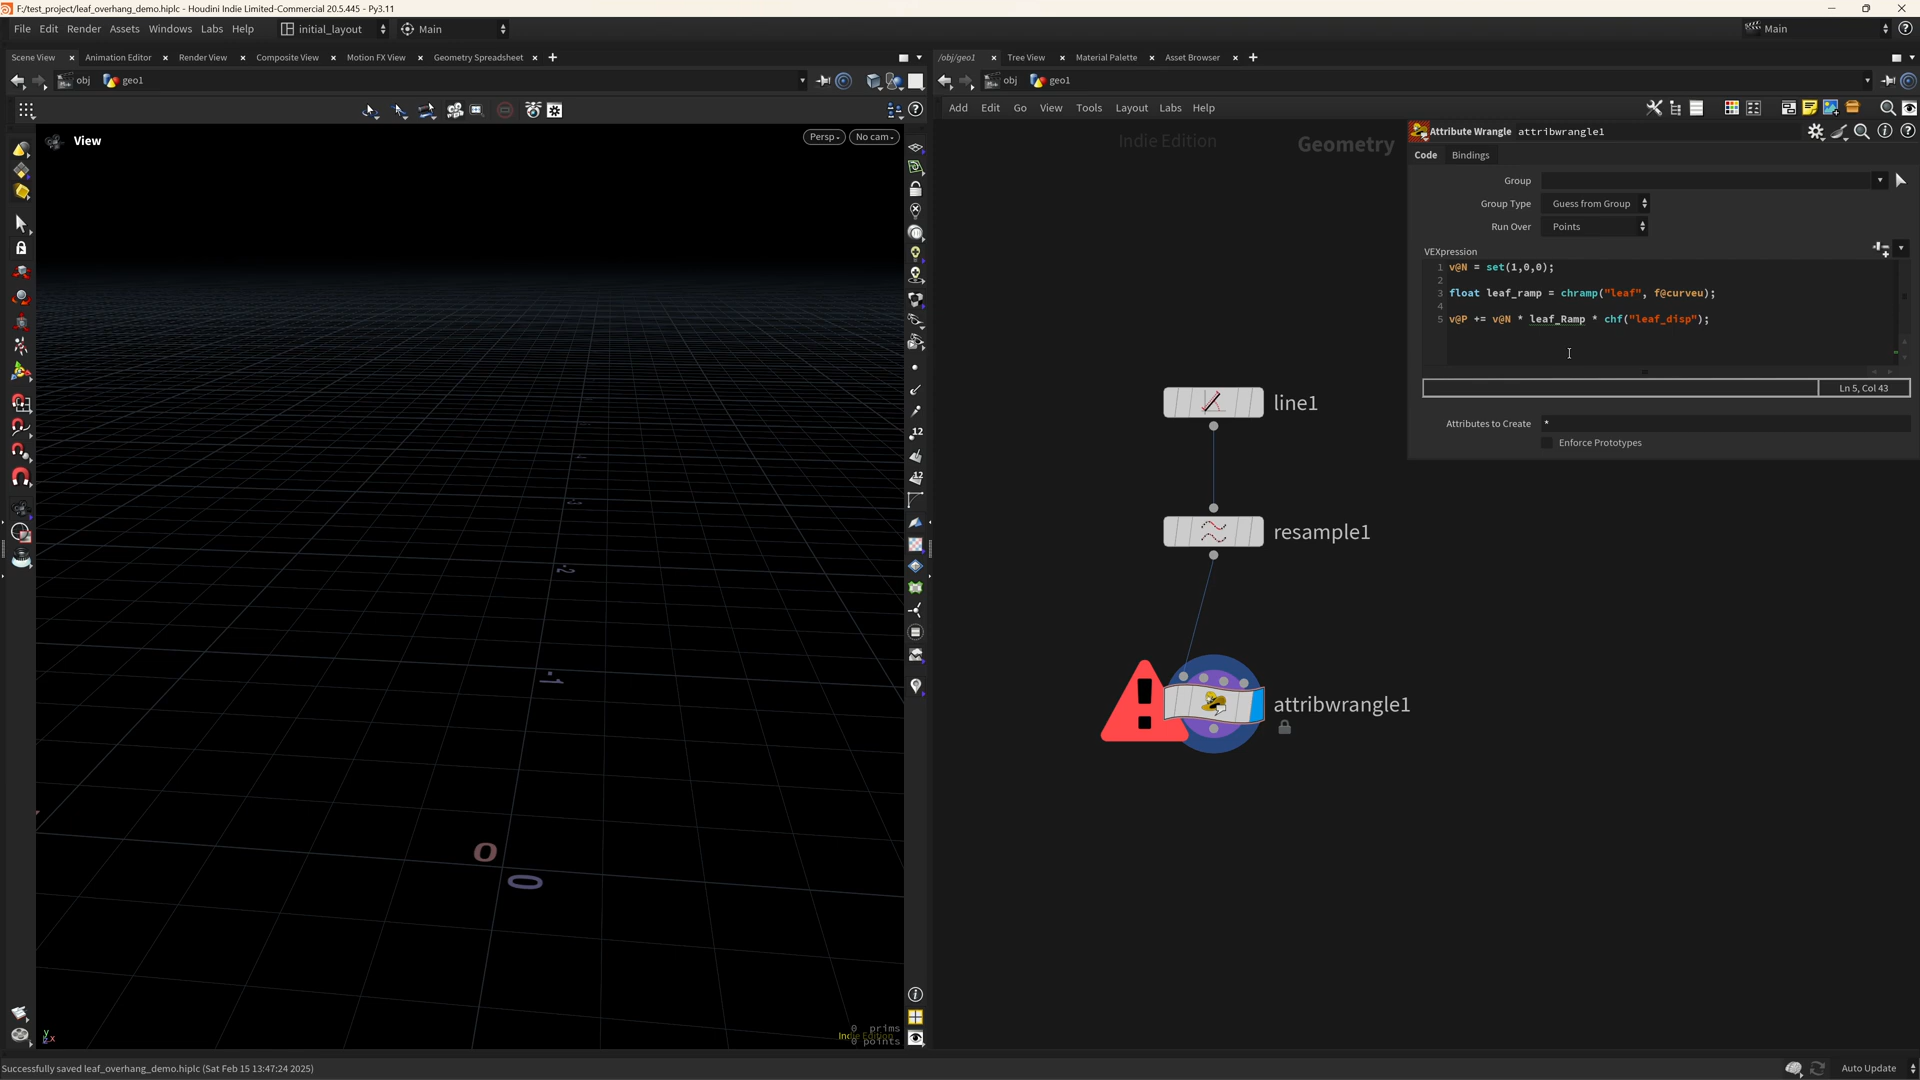 F:/test_project/leaf_overhang_demo.hiplc - Houdini Indie Limited-Commercial 20.5.445 - Py3.11
File Edit Render Assets Windows Labs Help initial_layout Main Main
Scene View Animation Editor Render View Composite View Motion FX View Geometry Spreadsheet
/obj/geo1 Tree View Material Palette Asset Browser
obj geo1
obj geo1
Add Edit Go View Tools Layout Labs Help
View
Persp No cam
Indie Edition
Geometry
Attribute Wrangle attribwrangle1
Code Bindings
Group
Group Type Guess from Group
Run Over Points
VEXpression
1 v@N = set(1,0,0);
2
3 float leaf_ramp = chramp("leaf", f@curveu);
4
5 v@P += v@N * leaf_Ramp * chf("leaf_disp");
Ln 5, Col 43
Attributes to Create *
Enforce Prototypes
line1
resample1
attribwrangle1
12
12
0
0
0 prims
0 points
Successfully saved leaf_overhang_demo.hiplc (Sat Feb 15 13:47:24 2025)
Auto Update